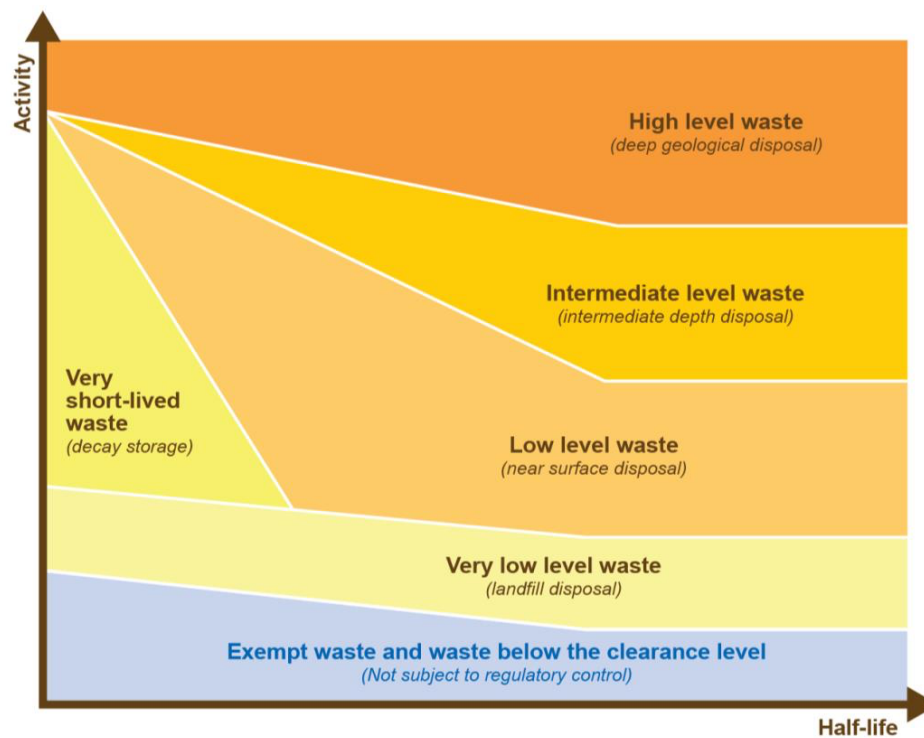 Activity
High level waste
(deep geological disposal)
Intermediate level waste
(intermediate depth disposal)
Very
short-lived
waste
(decay storage)
Low level waste
(near surface disposal)
Very low level waste
(landfill disposal)
Exempt waste and waste below the clearance level
(Not subject to regulatory control)
Half-life